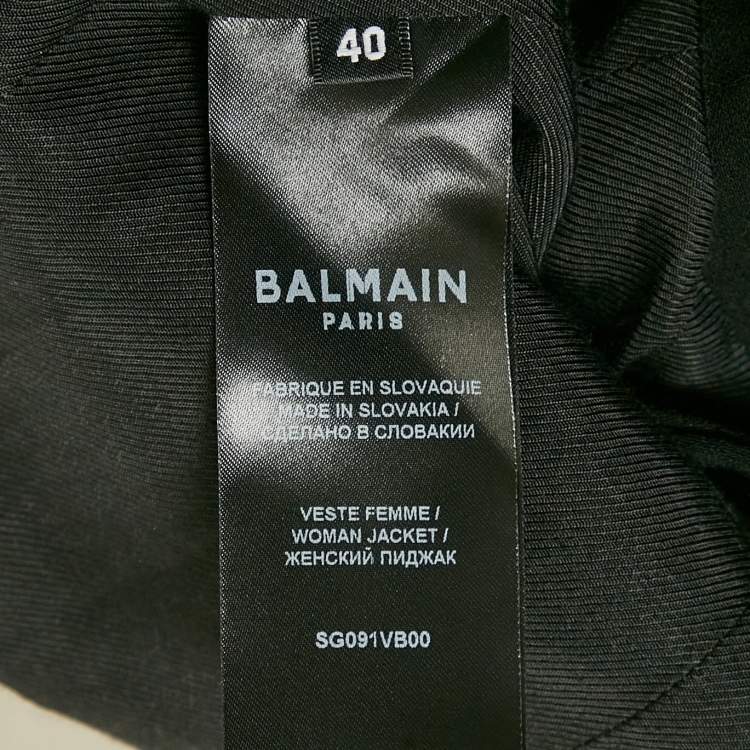 40
BALMAIN
PARIS
FABRIQUE EN SLOVAQUIE
MADE IN SLOVAKIA /
СДЕЛАНО В СЛОВАКИИ
VESTE FEMME /
WOMAN JACKET /
ЖЕНСКИЙ ПИДЖАК
SG091VB00